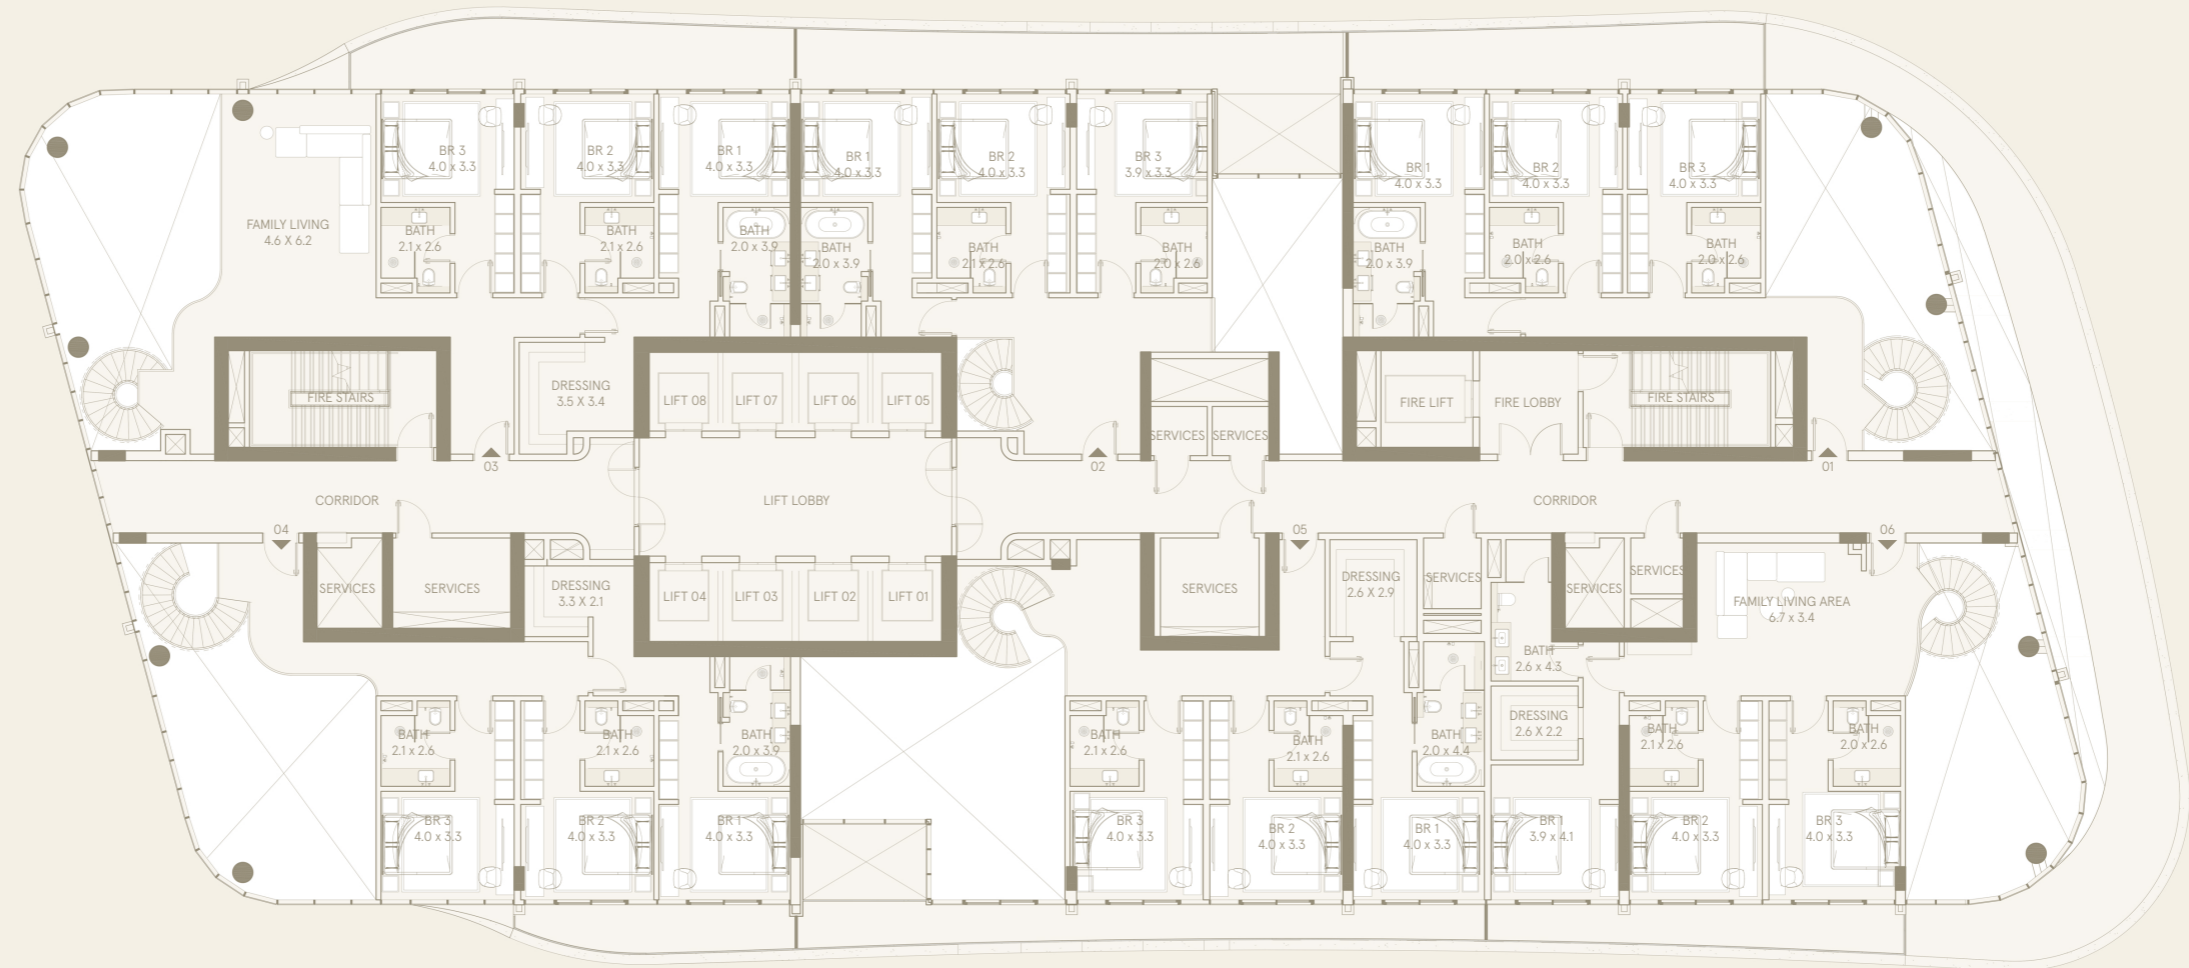 BR 3
4.0 x 3.3
BR 2
4.0 x 3.3
BR 1
4.0 x 3.3
BR 1
4.0 x 3.3
BR 2
4.0 x 3.3
BR 3
3.9 x 3.3
BR 1
4.0 x 3.3
BR 2
4.0 x 3.3
BR 3
4.0 x 3.3
FAMILY LIVING
4.6 X 6.2
BATH
2.1 x 2.6
BATH
2.1 x 2.6
BATH
2.0 x 3.9
BATH
2.0 x 3.9
BATH
2.1 x 2.6
BATH
2.0 x 2.6
BATH
2.0 x 3.9
BATH
2.0 x 2.6
BATH
2.0 x 2.6
FIRE STAIRS
DRESSING
3.5 X 3.4
LIFT 08
LIFT 07
LIFT 06
LIFT 05
SERVICES
SERVICES
FIRE LIFT
FIRE LOBBY
FIRE STAIRS
03
02
01
CORRIDOR
LIFT LOBBY
CORRIDOR
04
05
06
SERVICES
SERVICES
DRESSING
3.3 X 2.1
LIFT 04
LIFT 03
LIFT 02
LIFT 01
SERVICES
DRESSING
2.6 X 2.9
SERVICES
SERVICES
SERVICES
FAMILY LIVING AREA
6.7 x 3.4
BATH
2.6 x 4.3
DRESSING
2.6 X 2.2
BATH
2.1 x 2.6
BATH
2.1 x 2.6
BATH
2.0 x 3.9
BATH
2.1 x 2.6
BATH
2.1 x 2.6
BATH
2.0 x 4.4
BATH
2.1 x 2.6
BATH
2.0 x 2.6
BR 3
4.0 x 3.3
BR 2
4.0 x 3.3
BR 1
4.0 x 3.3
BR 3
4.0 x 3.3
BR 2
4.0 x 3.3
BR 1
4.0 x 3.3
BR 1
3.9 x 4.1
BR 2
4.0 x 3.3
BR 3
4.0 x 3.3